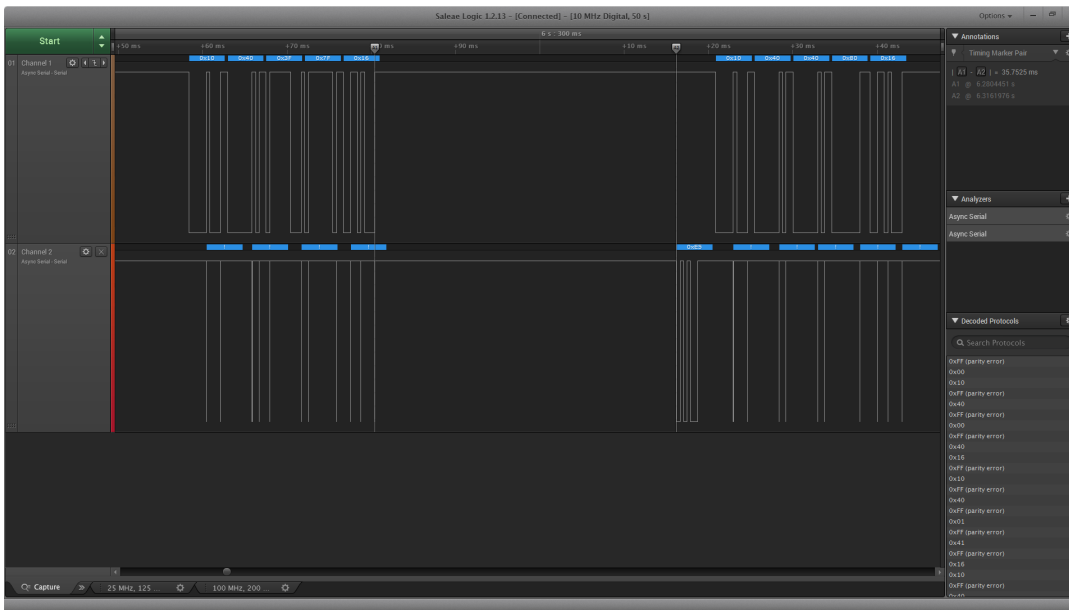 Saleae Logic 1.2.13 - [Connected] - [10 MHz Digital, 50 s]
Options
Start
6 s : 300 ms
+50 ms +60 ms +70 ms ms +90 ms +10 ms +20 ms +30 ms +40 ms
Annotations
01 Channel 1
Async Serial - Serial
0x10 0x40 0x3F 0x7F 0x16
0x10 0x40 0x40 0x80 0x16
Timing Marker Pair
| A1 - A2 | = 35.7525 ms
A1 @ 6.2804451 s
A2 @ 6.3161976 s
Analyzers
Async Serial
Async Serial
02 Channel 2
Async Serial - Serial
! ! ! ! 0xE5 ! ! ! ! !
Decoded Protocols
Search Protocols
0xFF (parity error)
0x00
0x10
0xFF (parity error)
0x40
0xFF (parity error)
0x00
0xFF (parity error)
0x40
0x16
0xFF (parity error)
0x10
0xFF (parity error)
0x40
0xFF (parity error)
0x01
0xFF (parity error)
0x41
0xFF (parity error)
0x16
0x10
0xFF (parity error)
0x40
Capture
25 MHz, 125 ...
100 MHz, 200 ...